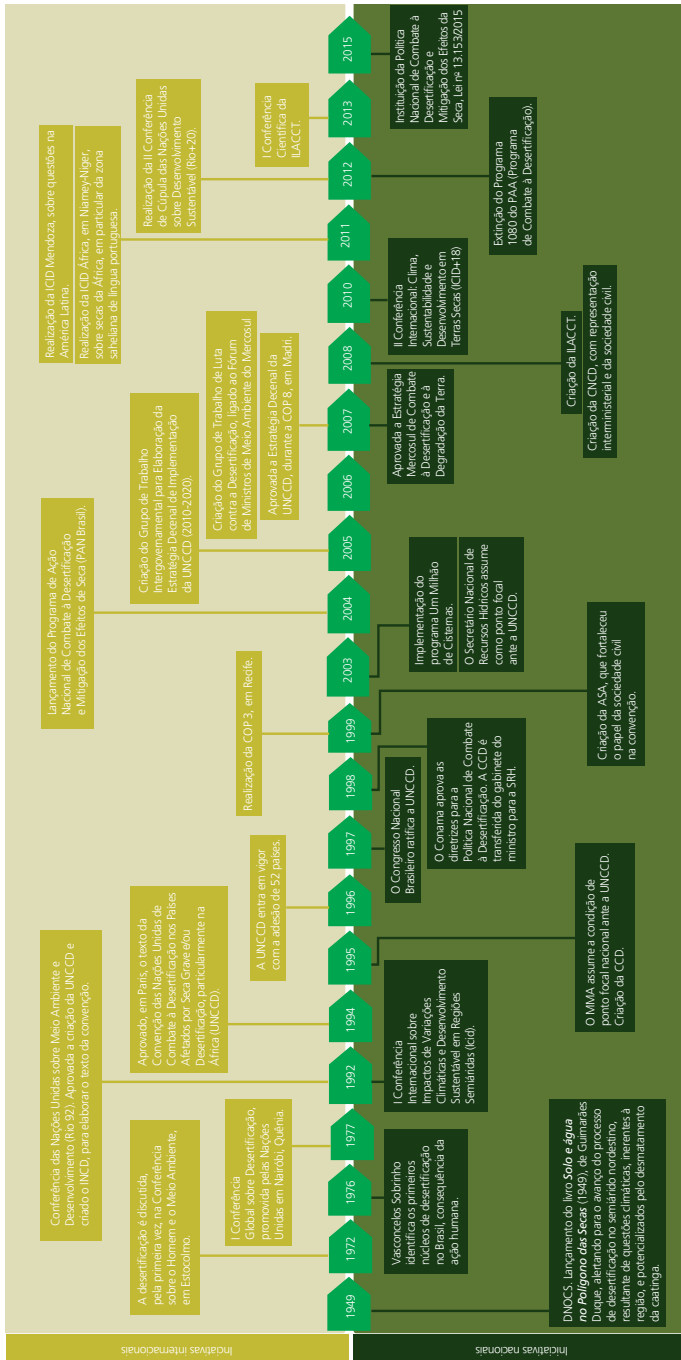 Iniciativas internacionais
A desertificação é discutida,
pela primeira vez, na Conferência
sobre o Homem e o Meio Ambiente,
em Estocolmo.
I Conferência
Global sobre Desertificação,
promovida pelas Nações
Unidas em Nairóbi, Quênia.
Conferência das Nações Unidas sobre Meio Ambiente e
Desenvolvimento (Rio 92). Aprovada a criação da UNCCD e
criado o INCD, para elaborar o texto da convenção.
Aprovado, em Paris, o texto da
Convenção das Nações Unidas de
Combate à Desertificação nos Países
Afetados por Seca Grave e/ou
Desertificação, particularmente na
África (UNCCD).
A UNCCD entra em vigor
com a adesão de 52 países.
Realização da COP 3, em Recife.
Lançamento do Programa de Ação
Nacional de Combate à Desertificação
e Mitigação dos Efeitos de Seca (PAN Brasil).
Criação do Grupo de Trabalho
Intergovernamental para Elaboração da
Estratégia Decenal de Implementação
da UNCCD (2010-2020).
Criação do Grupo de Trabalho de Luta
contra a Desertificação, ligado ao Fórum
de Ministros de Meio Ambiente do Mercosul
Aprovada a Estratégia Decenal da
UNCCD, durante a COP 8, em Madri.
Realização da ICID Mendoza, sobre questões na
América Latina.
Realização da ICID África, em Namey-Niger,
sobre secas da África, em particular da zona
saheliana de língua portuguesa.
Realização da II Conferência
de Cúpula das Nações Unidas
sobre Desenvolvimento
Sustentável (Rio+20).
I Conferência
Científica da
ILACCT.
1949
1972
1976
1977
1992
1994
1995
1996
1997
1998
1999
2003
2004
2005
2006
2007
2008
2010
2011
2012
2013
2015
Iniciativas nacionais
DNOCS. Lançamento do livro Solo e água
no Polígono das Secas (1949), de Guimarães
Duque, alertando para o avanço do processo
de desertificação no semiárido nordestino,
resultante de questões climáticas, inerentes à
região, e potencializados pelo desmatamento
da caatinga.
Vasconcelos Sobrinho
identifica os primeiros
núcleos de desertificação
no Brasil, consequência da
ação humana.
I Conferência
Internacional sobre
Impactos de Variações
Climáticas e Desenvolvimento
Sustentável em Regiões
Semiáridas (Icid).
O MMA assume a condição de
ponto focal nacional ante a UNCCD.
Criação da CCD.
O Congresso Nacional
Brasileiro ratifica a UNCCD.
O Conama aprova as
diretrizes para a
Política Nacional de Combate
à Desertificação. A CCD é
transferida do gabinete do
ministro para a SRH.
Criação da ASA, que fortaleceu
o papel da sociedade civil
na convenção.
Implementação do
programa Um Milhão
de Cisternas.
O Secretário Nacional de
Recursos Hídricos assume
como ponto focal
ante a UNCCD.
Aprovada a Estratégia
Mercosul de Combate
à Desertificação e à
Degradação da Terra.
Criação da ILACCT.
Criação da CNCD, com representação
interministerial e da sociedade civil.
II Conferência
Internacional: Clima,
Sustentabilidade e
Desenvolvimento em
Terras Secas (ICID+18)
Extinção do Programa
1080 do PAA (Programa
de Combate à Desertificação).
Instituição da Política
Nacional de Combate à
Desertificação e
Mitigação dos Efeitos da
Seca, Lei nº 13.153/2015